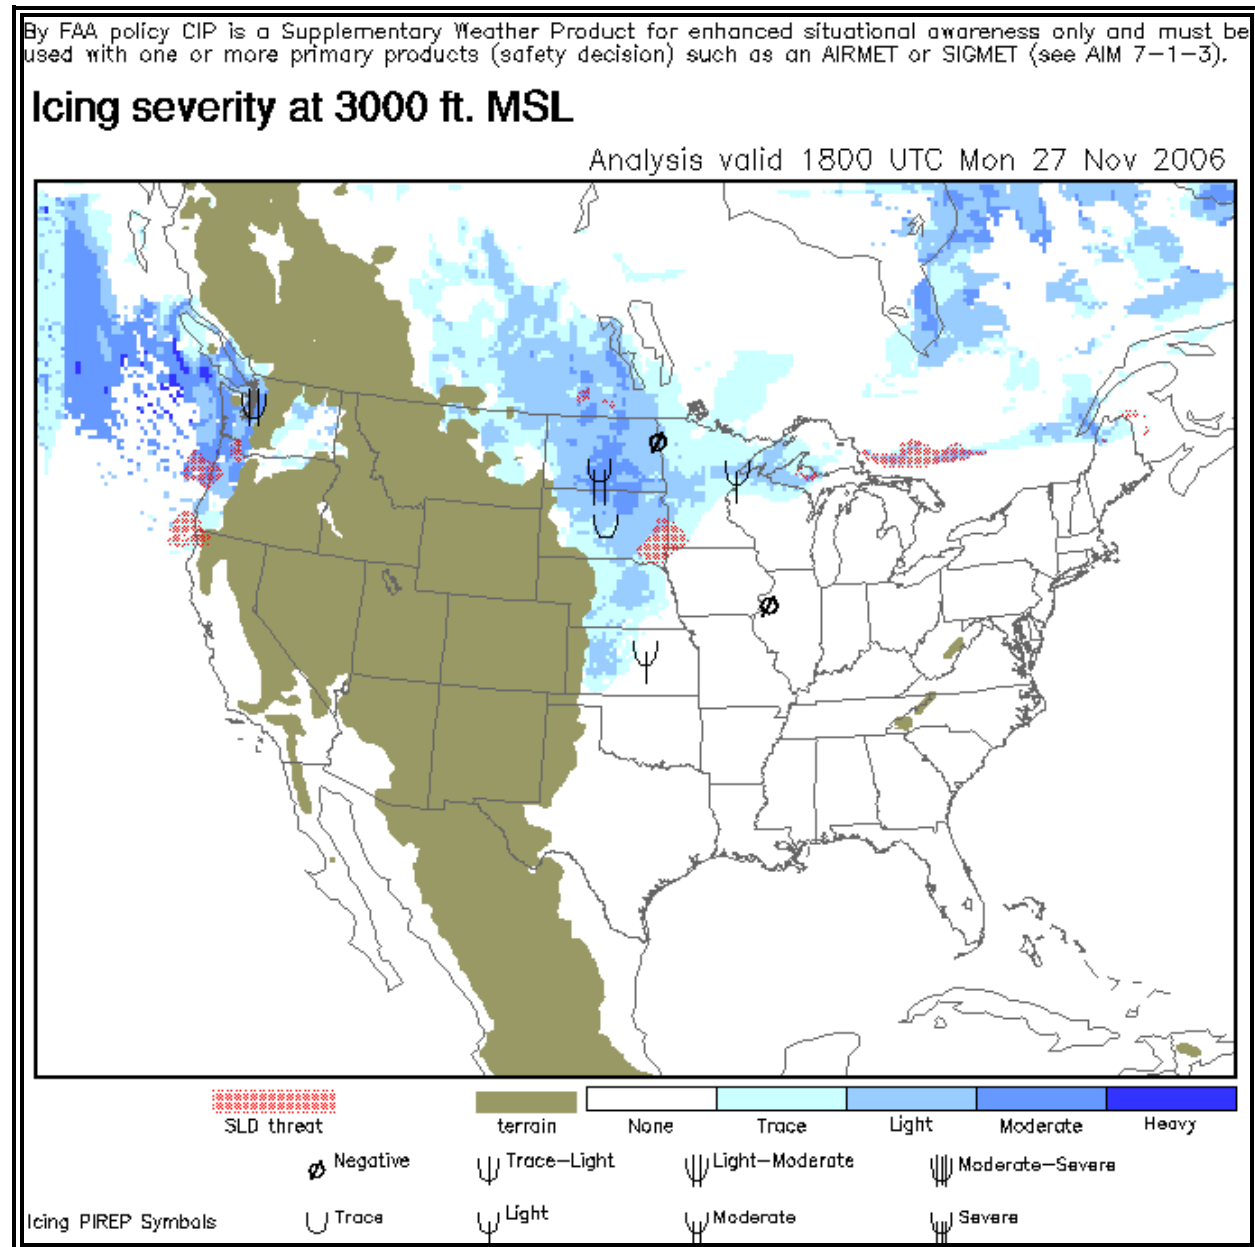 By FAA policy CIP is a Supplementary Weather Product for enhanced situational awareness only and must be
used with one or more primary products (safety decision) such as an AIRMET or SIGMET (see AIM 7-1-3).
Icing severity at 3000 ft. MSL
Analysis valid 1800 UTC Mon 27 Nov 2006
SLD threat terrain None Trace Light Moderate Heavy
Negative Trace-Light Light-Moderate Moderate-Severe
Icing PIREP Symbols Trace Light Moderate Severe